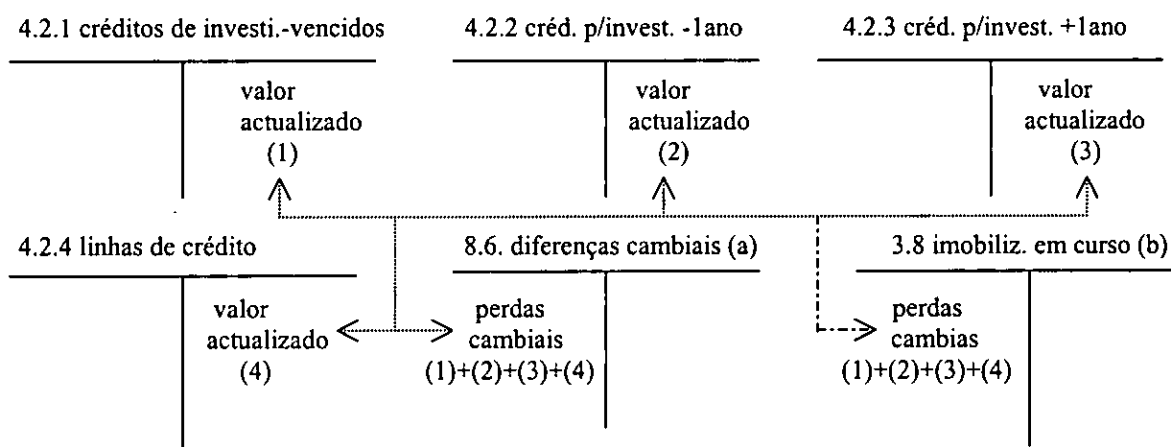 4.2.1 créditos de investi.-vencidos
4.2.2 créd. p/invest. -1ano
4.2.3 créd. p/invest. +1ano
valor
actualizado
(1)
valor
actualizado
(2)
valor
actualizado
(3)
4.2.4 linhas de crédito
8.6. diferenças cambiais (a)
3.8 imobiliz. em curso (b)
valor
actualizado
(4)
perdas
cambiais
(1)+(2)+(3)+(4)
perdas
cambias
(1)+(2)+(3)+(4)